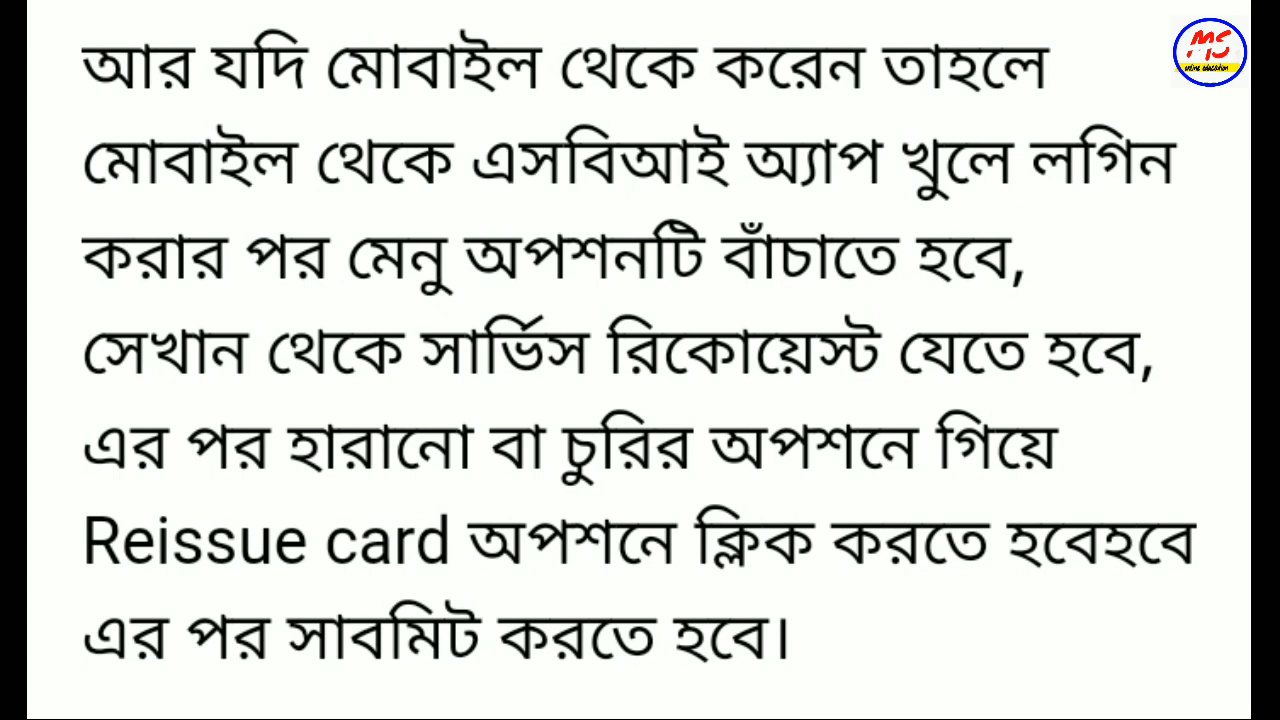 আর যদি মোবাইল থেকে করেন তাহলে
মোবাইল থেকে এসবিআই অ্যাপ খুলে লগিন
করার পর মেনু অপশনটি বাঁচাতে হবে,
সেখান থেকে সার্ভিস রিকোয়েস্ট যেতে হবে,
এর পর হারানো বা চুরির অপশনে গিয়ে
Reissue card অপশনে ক্লিক করতে হবেহবে
এর পর সাবমিট করতে হবে।